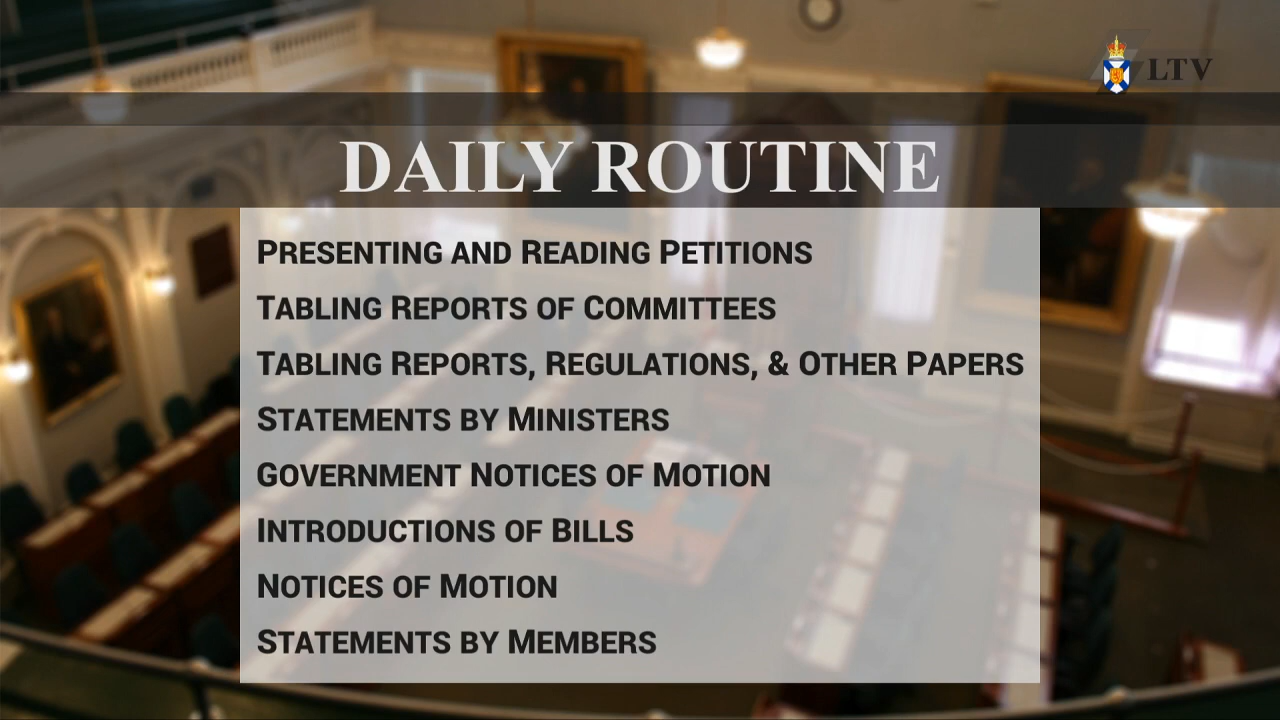 LTV
DAILY ROUTINE
PRESENTING AND READING PETITIONS
TABLING REPORTS OF COMMITTEES
TABLING REPORTS, REGULATIONS, & OTHER PAPERS
STATEMENTS BY MINISTERS
GOVERNMENT NOTICES OF MOTION
INTRODUCTIONS OF BILLS
NOTICES OF MOTION
STATEMENTS BY MEMBERS